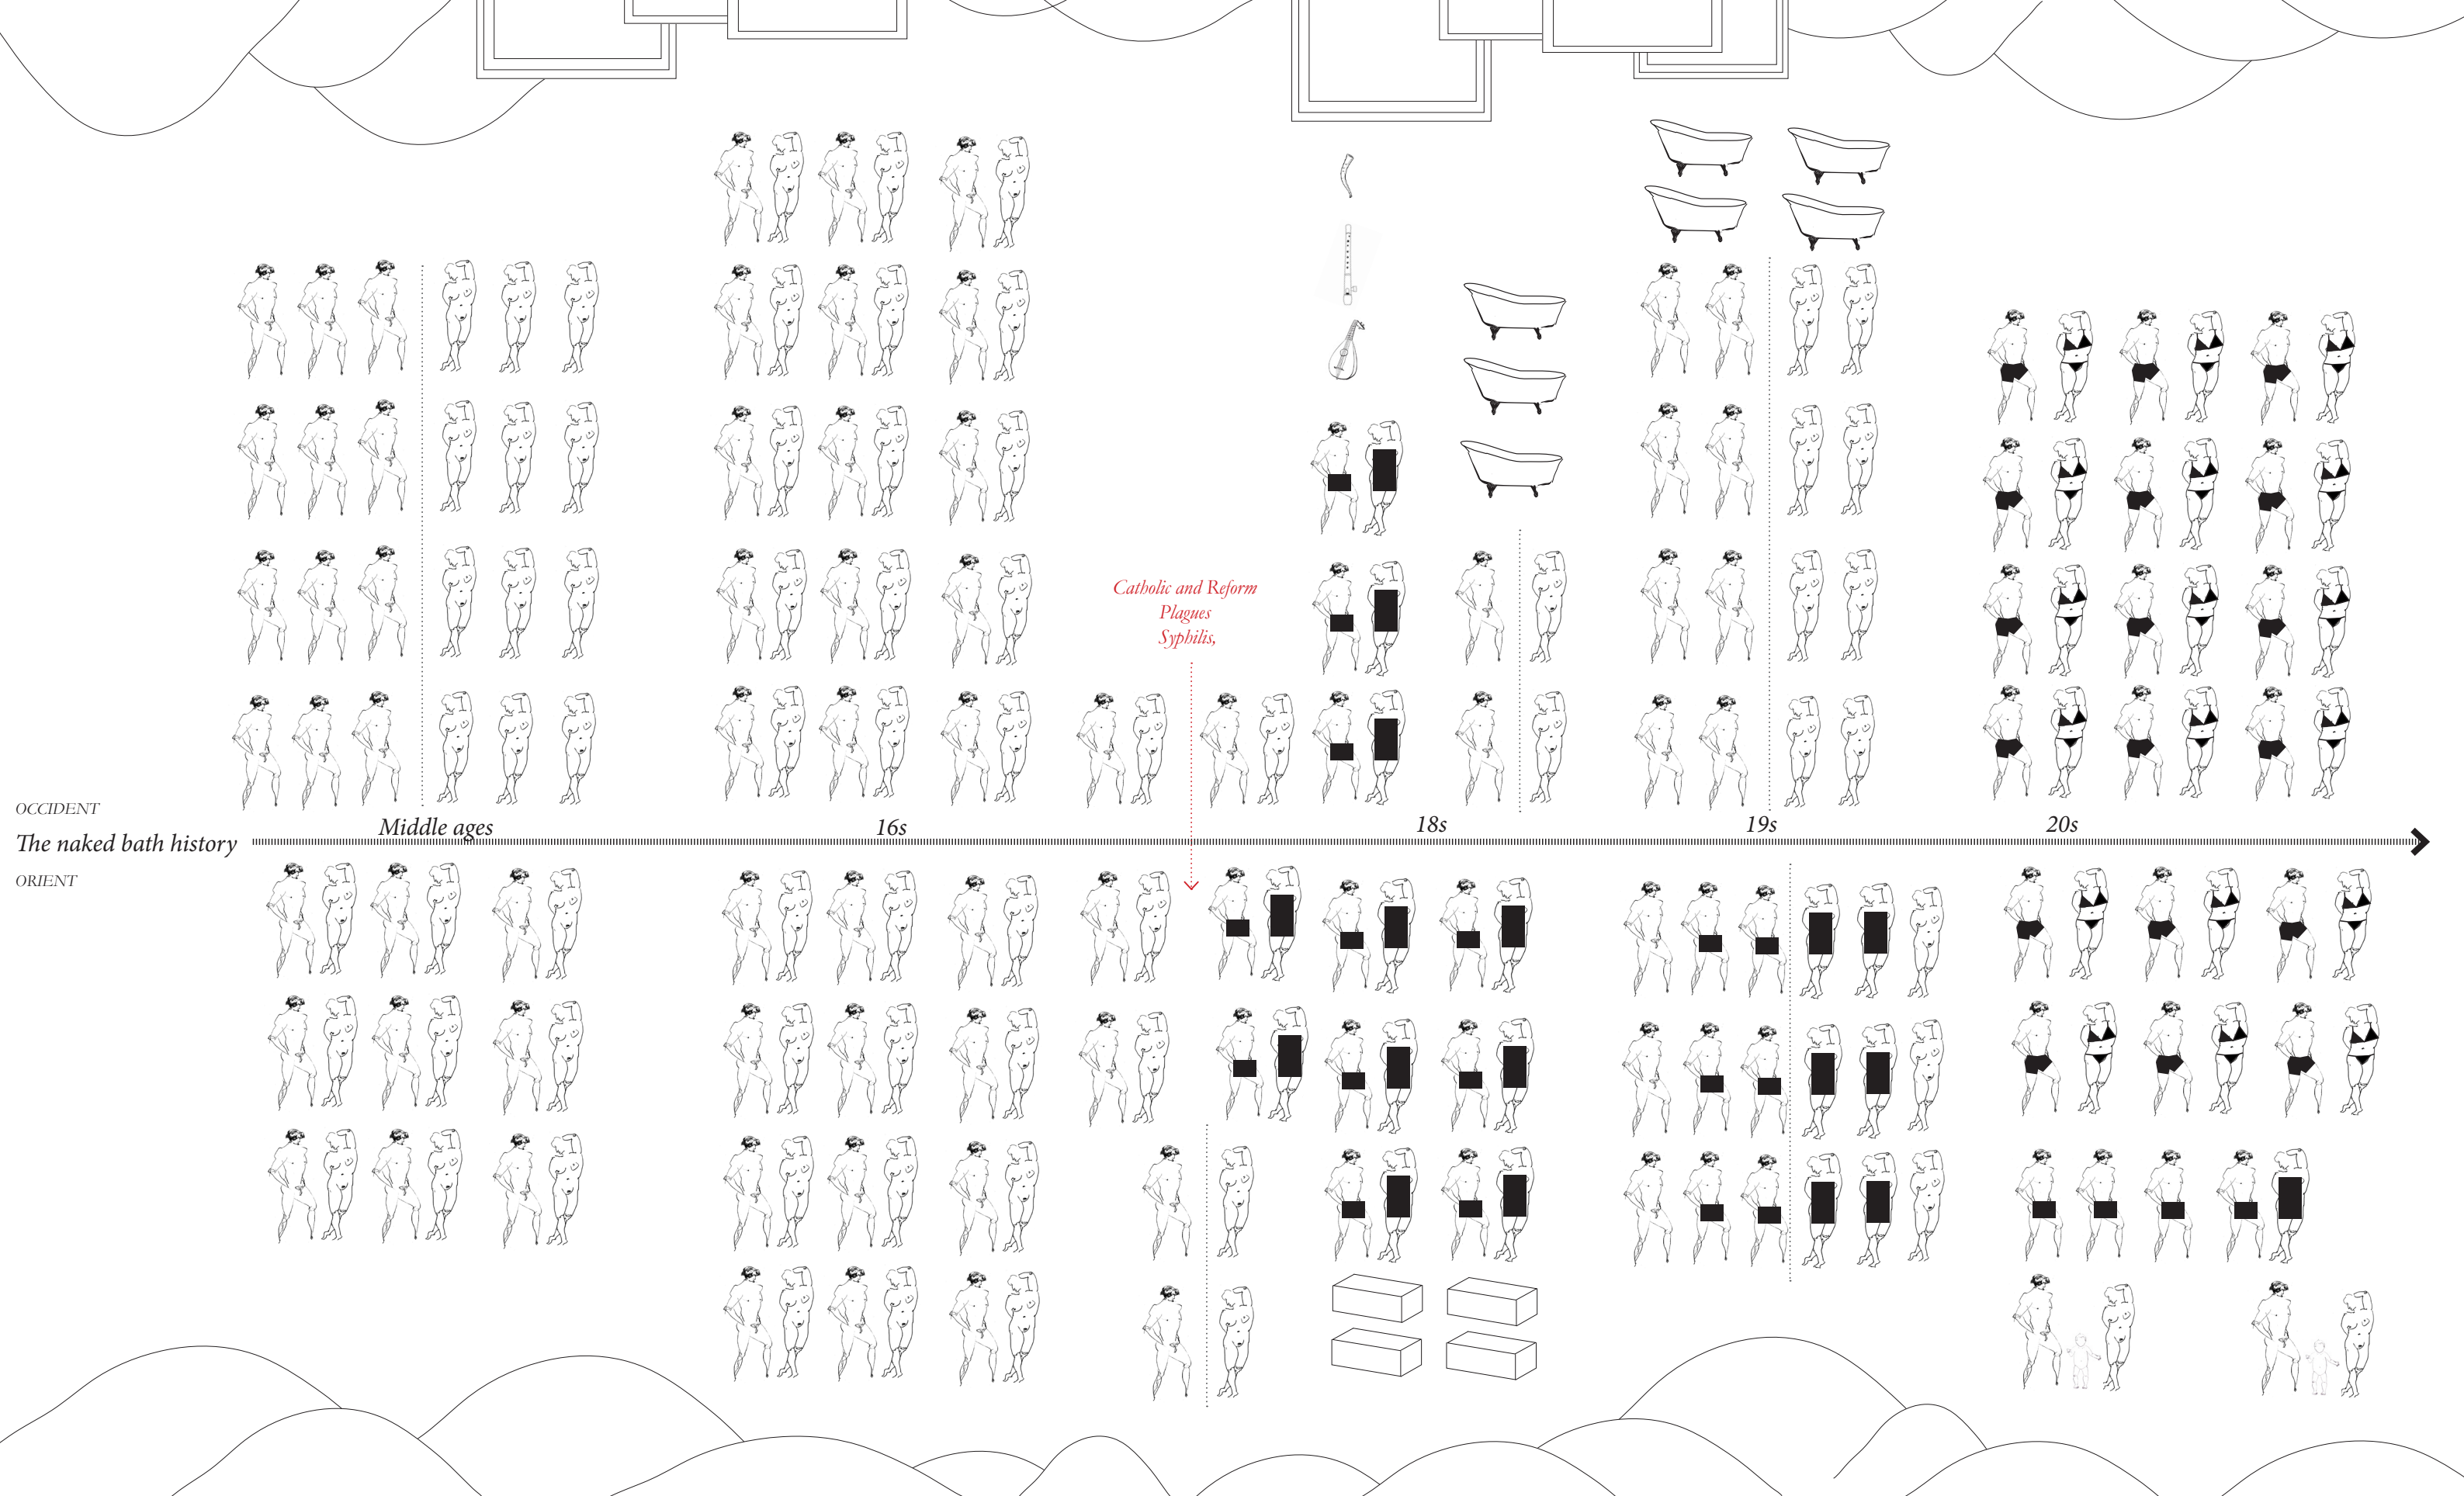 Catholic and Reform
Plagues
Syphilis,
OCCIDENT
Middle ages
16s
18s
19s
20s
The naked bath history
ORIENT